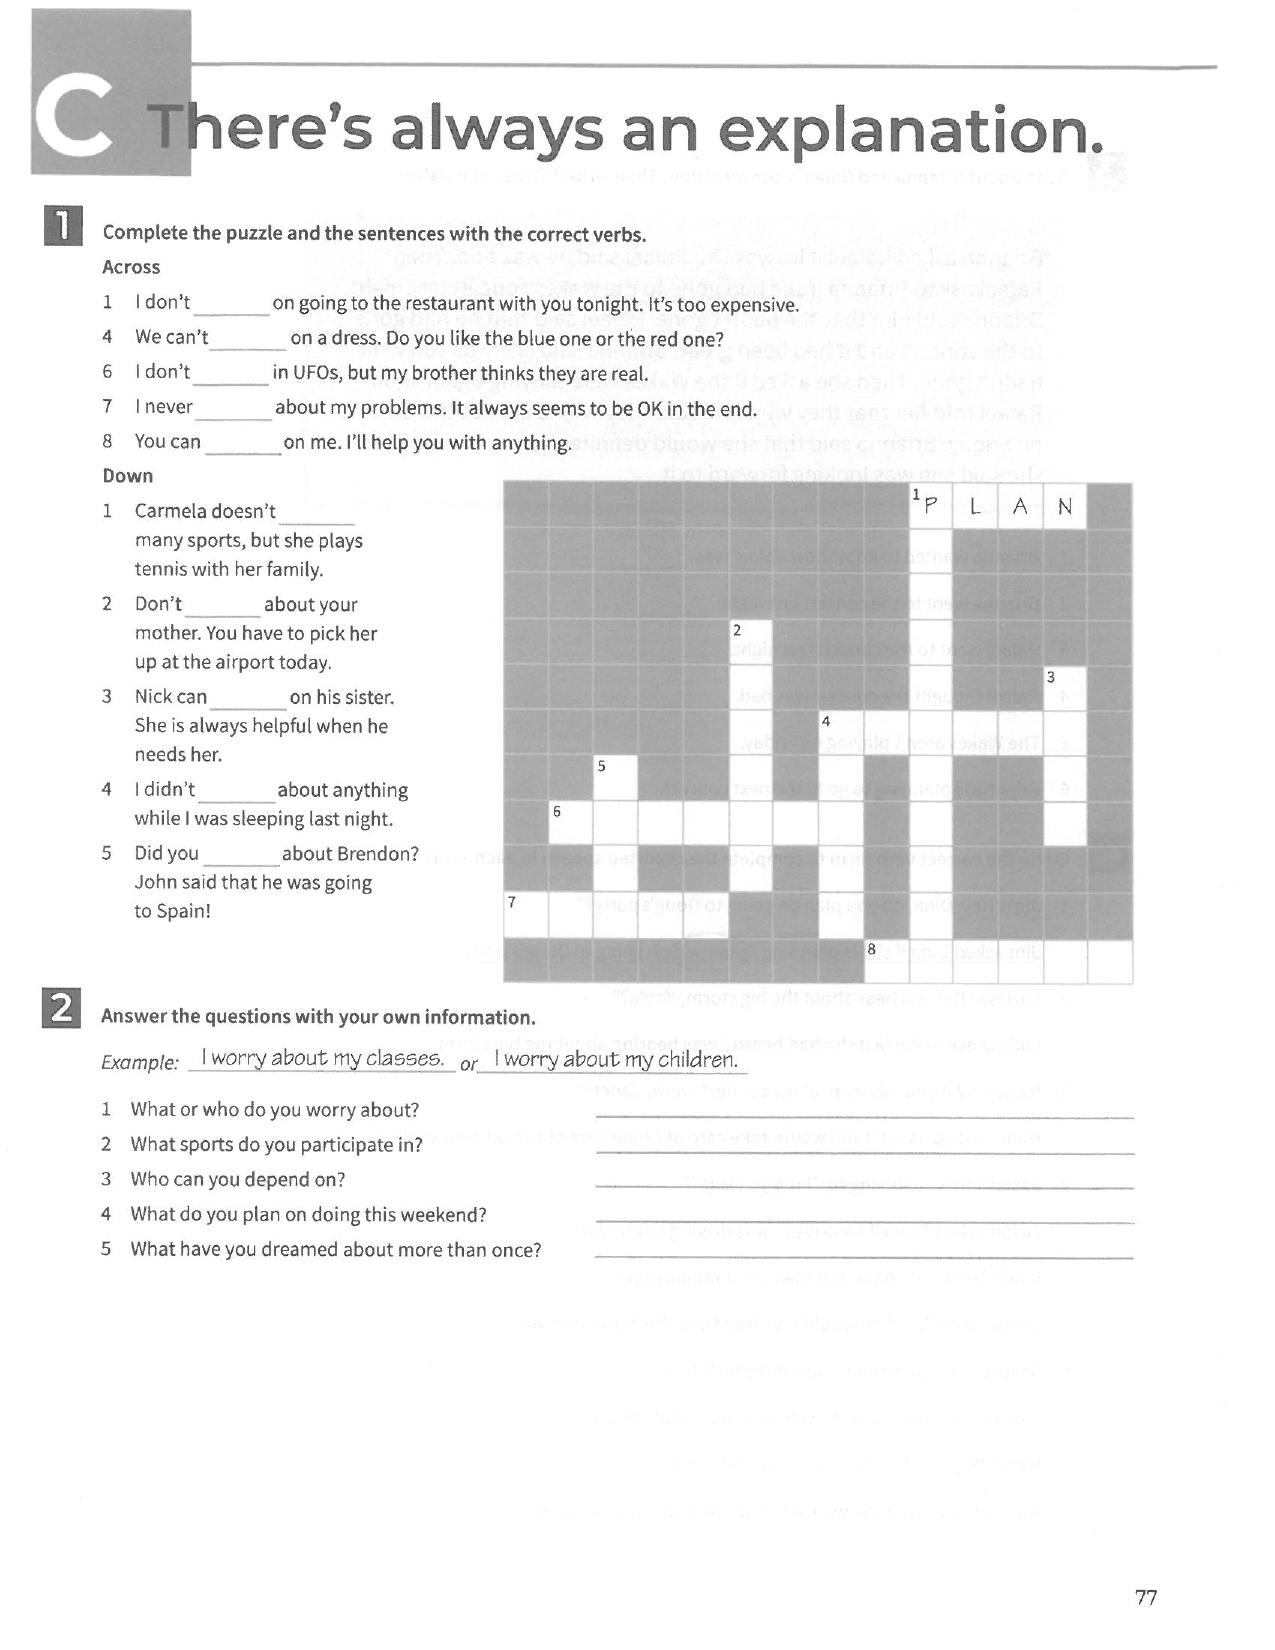 C There's always an explanation.
1 Complete the puzzle and the sentences with the correct verbs.
Across
1 I don't ________ on going to the restaurant with you tonight. It's too expensive.
4 We can't ________ on a dress. Do you like the blue one or the red one?
6 I don't ________ in UFOs, but my brother thinks they are real.
7 I never ________ about my problems. It always seems to be OK in the end.
8 You can ________ on me. I'll help you with anything.
Down
1 Carmela doesn't ________
many sports, but she plays
tennis with her family.
2 Don't ________ about your
mother. You have to pick her
up at the airport today.
3 Nick can ________ on his sister.
She is always helpful when he
needs her.
4 I didn't ________ about anything
while I was sleeping last night.
5 Did you ________ about Brendon?
John said that he was going
to Spain!
1 P L A N
2
3
4
5
6
7
8
2 Answer the questions with your own information.
Example: I worry about my classes. or I worry about my children.
1 What or who do you worry about?
2 What sports do you participate in?
3 Who can you depend on?
4 What do you plan on doing this weekend?
5 What have you dreamed about more than once?
77